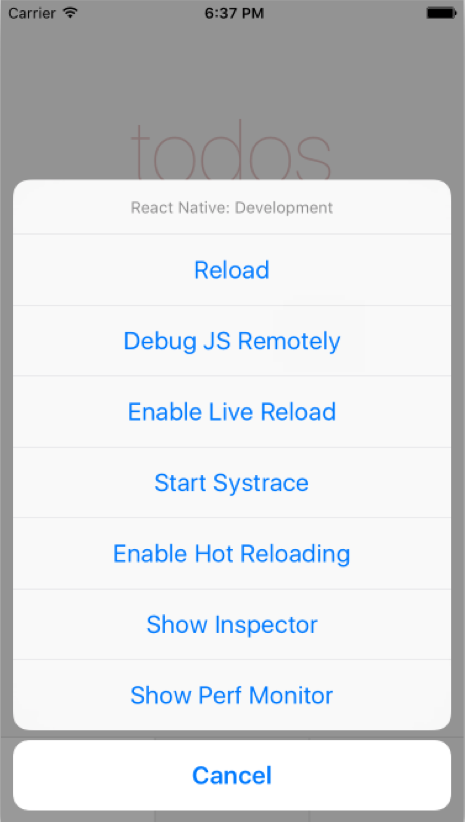 Carrier 6:37 PM
todos
React Native: Development
Reload
Debug JS Remotely
Enable Live Reload
Start Systrace
Enable Hot Reloading
Show Inspector
Show Perf Monitor
Cancel